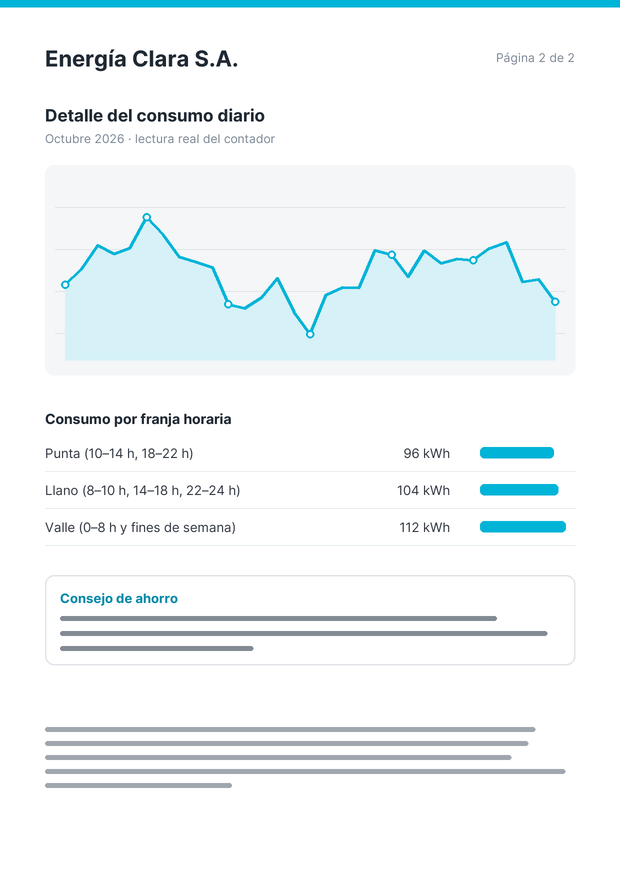 Energía Clara S.A.
Página 2 de 2
Detalle del consumo diario
Octubre 2026 · lectura real del contador
Consumo por franja horaria
Punta (10–14 h, 18–22 h) 96 kWh
Llano (8–10 h, 14–18 h, 22–24 h) 104 kWh
Valle (0–8 h y fines de semana) 112 kWh
Consejo de ahorro